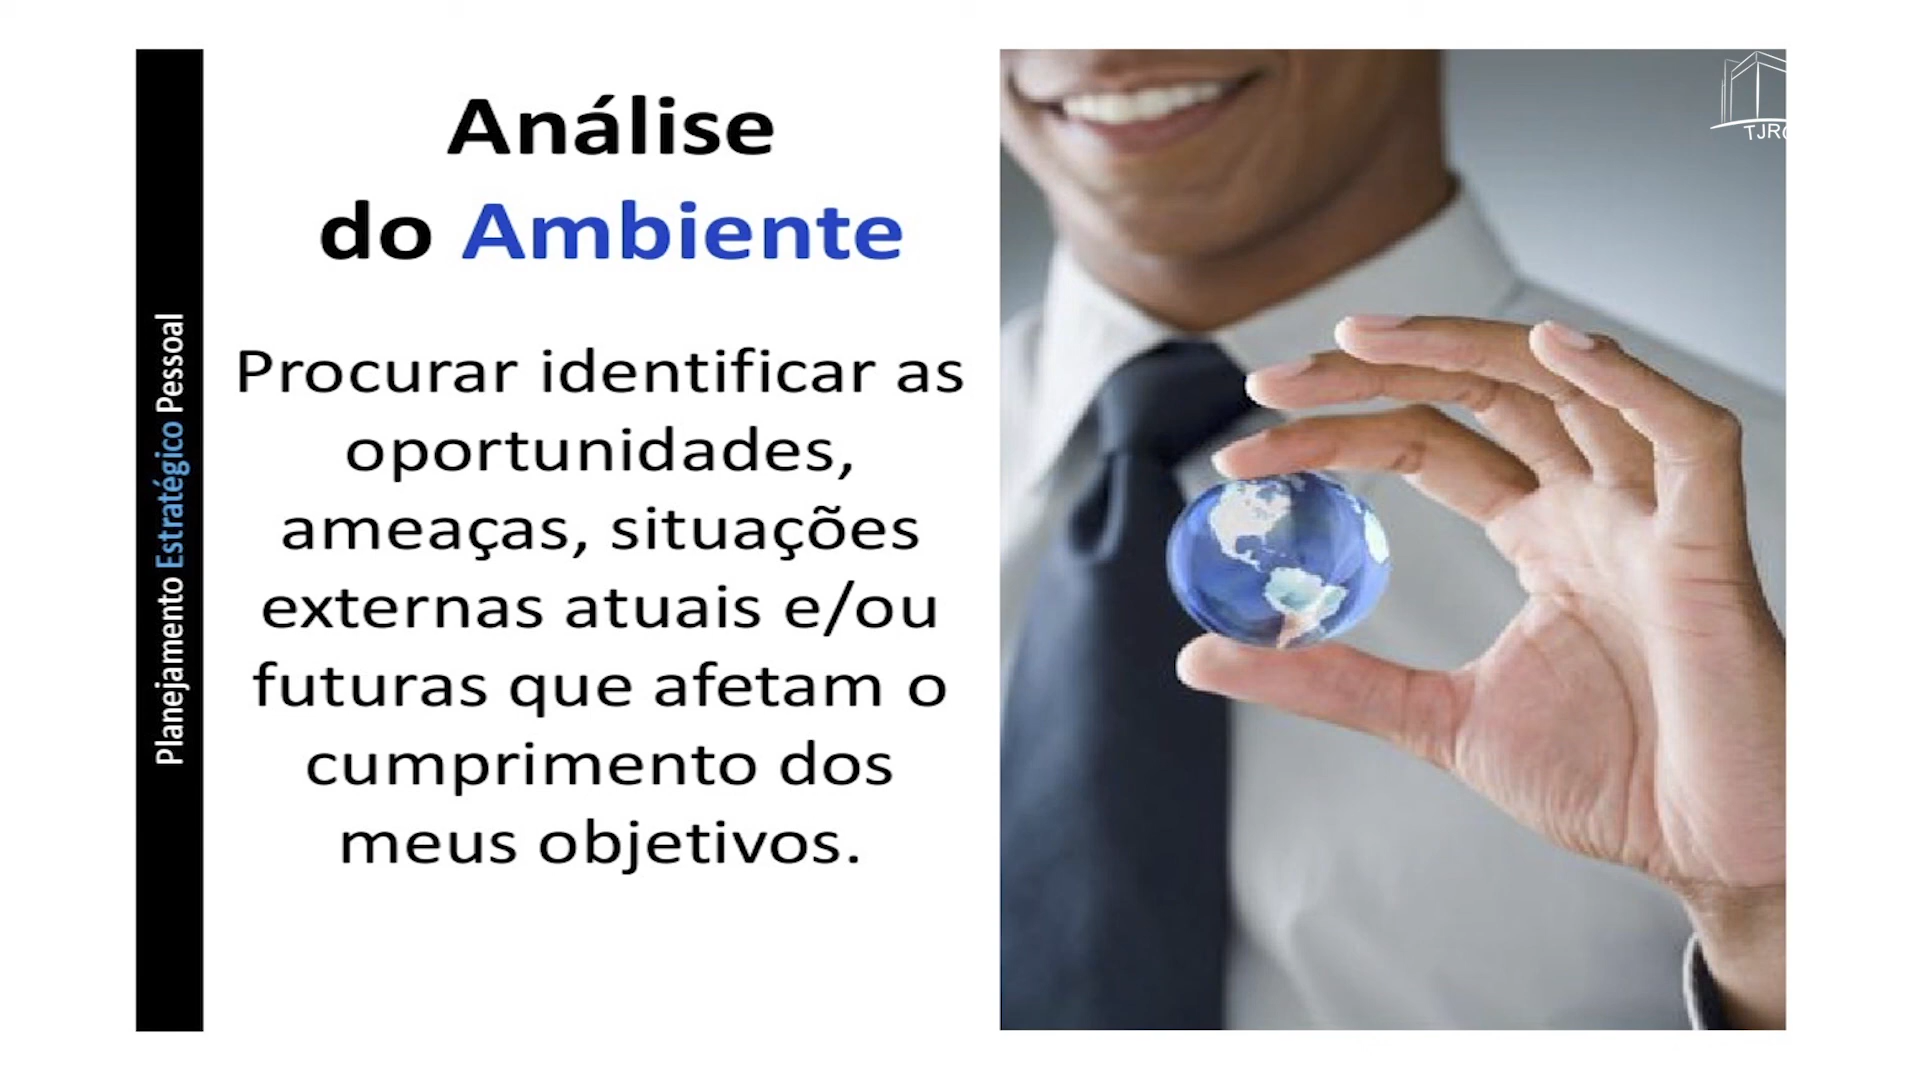 Análise
do Ambiente
Procurar identificar as
oportunidades,
ameaças, situações
externas atuais e/ou
futuras que afetam o
cumprimento dos
meus objetivos.
Planejamento Estratégico Pessoal